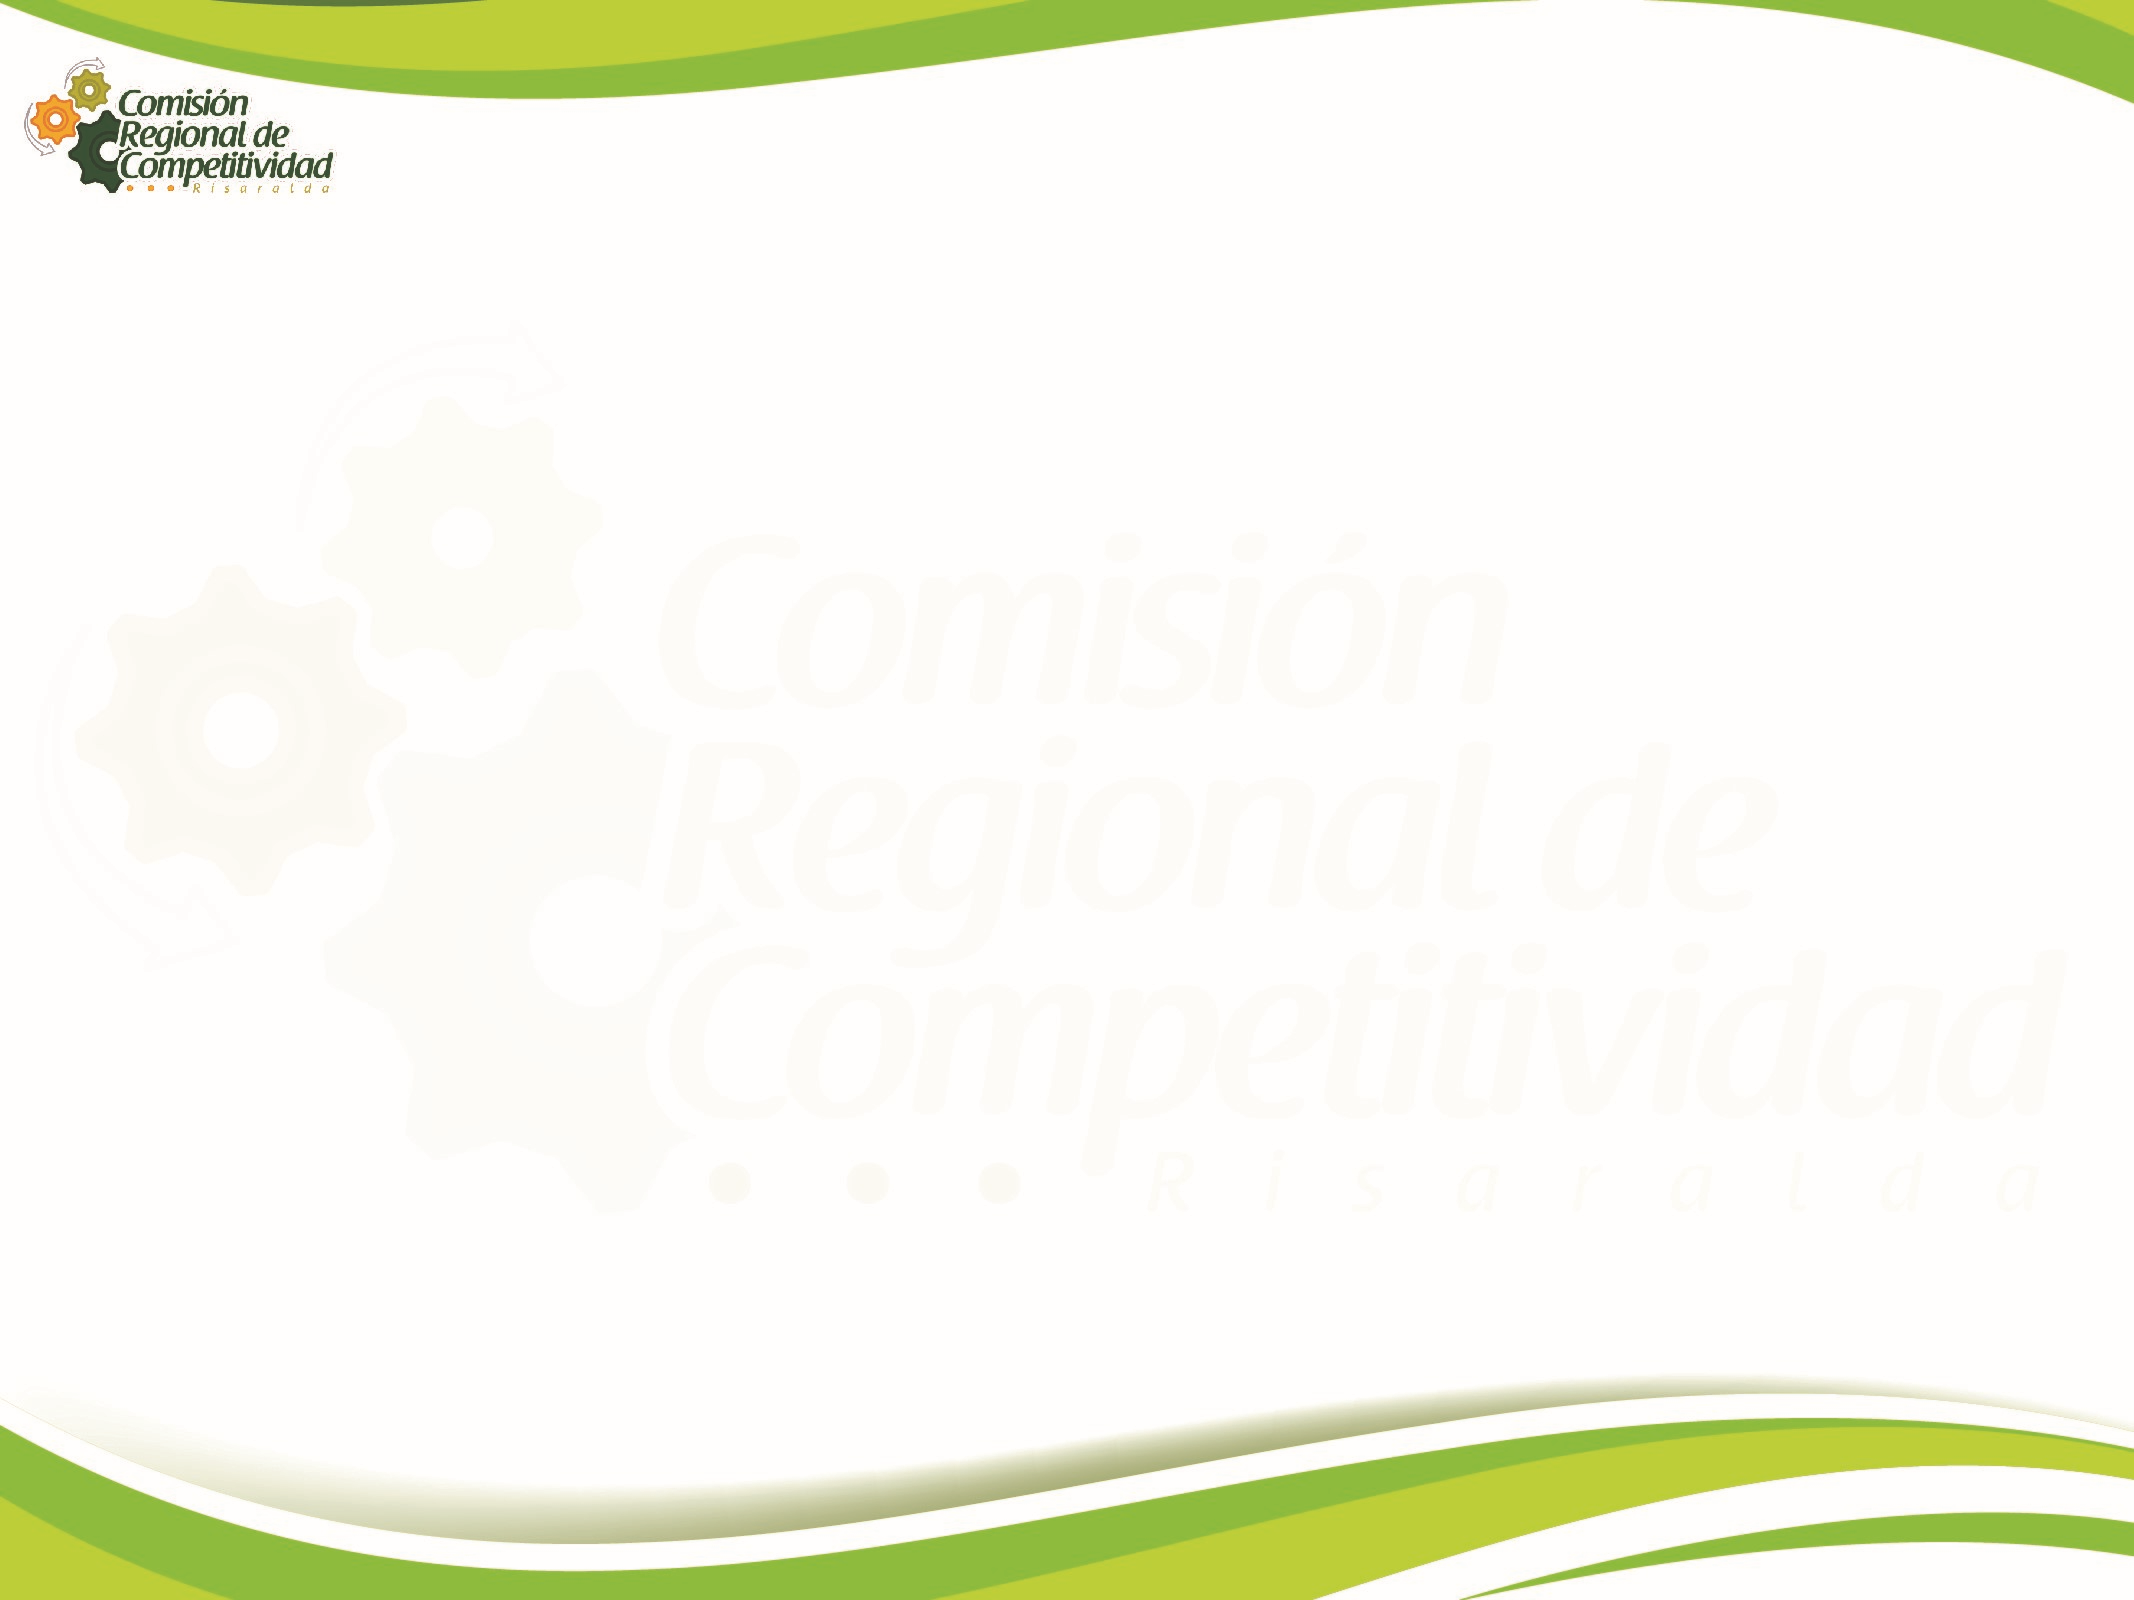 Comisión
Regional de
Competitividad
Risaralda
Comisión
Regional de
Competitividad
Risaralda